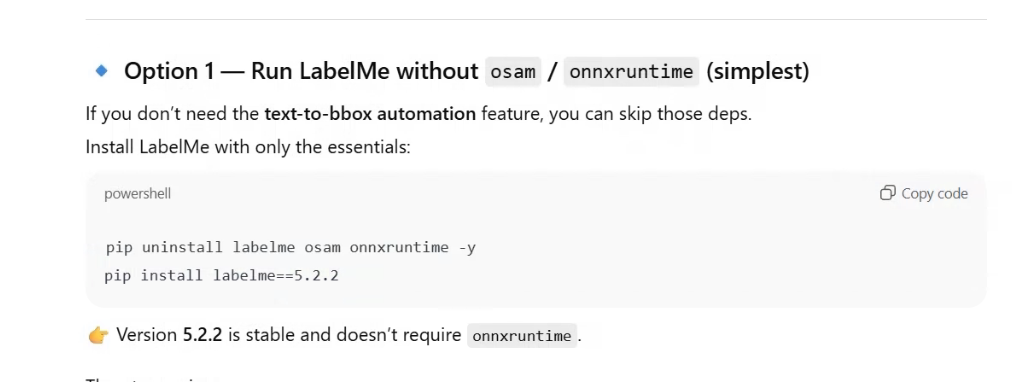 Option 1 — Run LabelMe without osam / onnxruntime (simplest)
If you don’t need the text-to-bbox automation feature, you can skip those deps.
Install LabelMe with only the essentials:
powershell
Copy code
pip uninstall labelme osam onnxruntime -y
pip install labelme==5.2.2
👉 Version 5.2.2 is stable and doesn’t require onnxruntime.